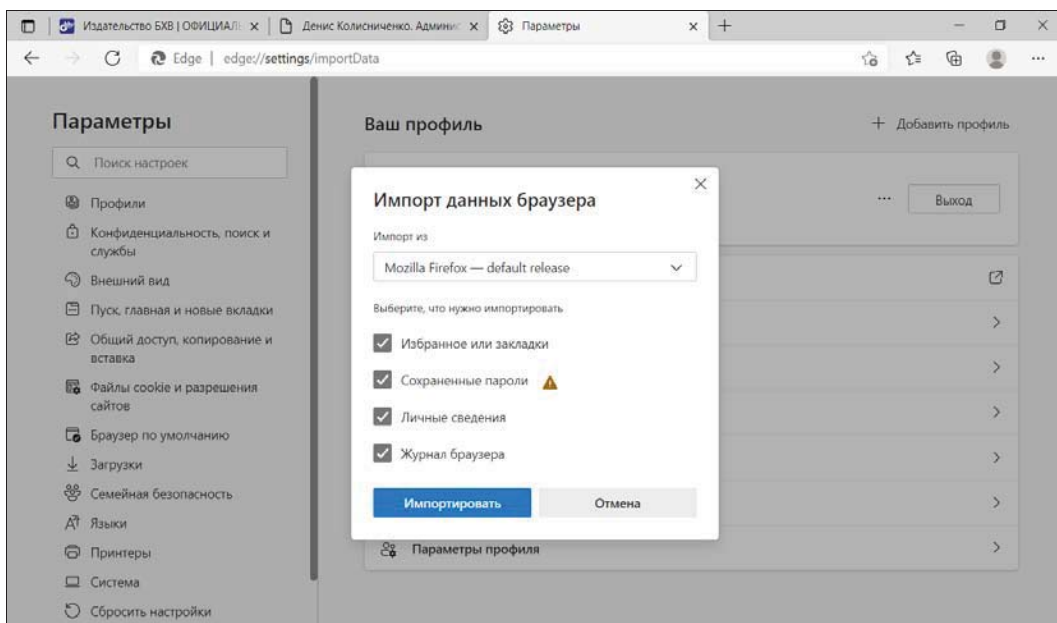 Издательство БХВ | ОФИЦИАЛЬ
Денис Колисниченко. Админис
Параметры
Edge | edge://settings/importData
Параметры
Поиск настроек
Профили
Конфиденциальность, поиск и
службы
Внешний вид
Пуск, главная и новые вкладки
Общий доступ, копирование и
вставка
Файлы cookie и разрешения
сайтов
Браузер по умолчанию
Загрузки
Семейная безопасность
Языки
Принтеры
Система
Сбросить настройки
Ваш профиль
Добавить профиль
Выход
Импорт данных браузера
Импорт из
Mozilla Firefox — default release
Выберите, что нужно импортировать
Избранное или закладки
Сохраненные пароли
Личные сведения
Журнал браузера
Импортировать
Отмена
Параметры профиля